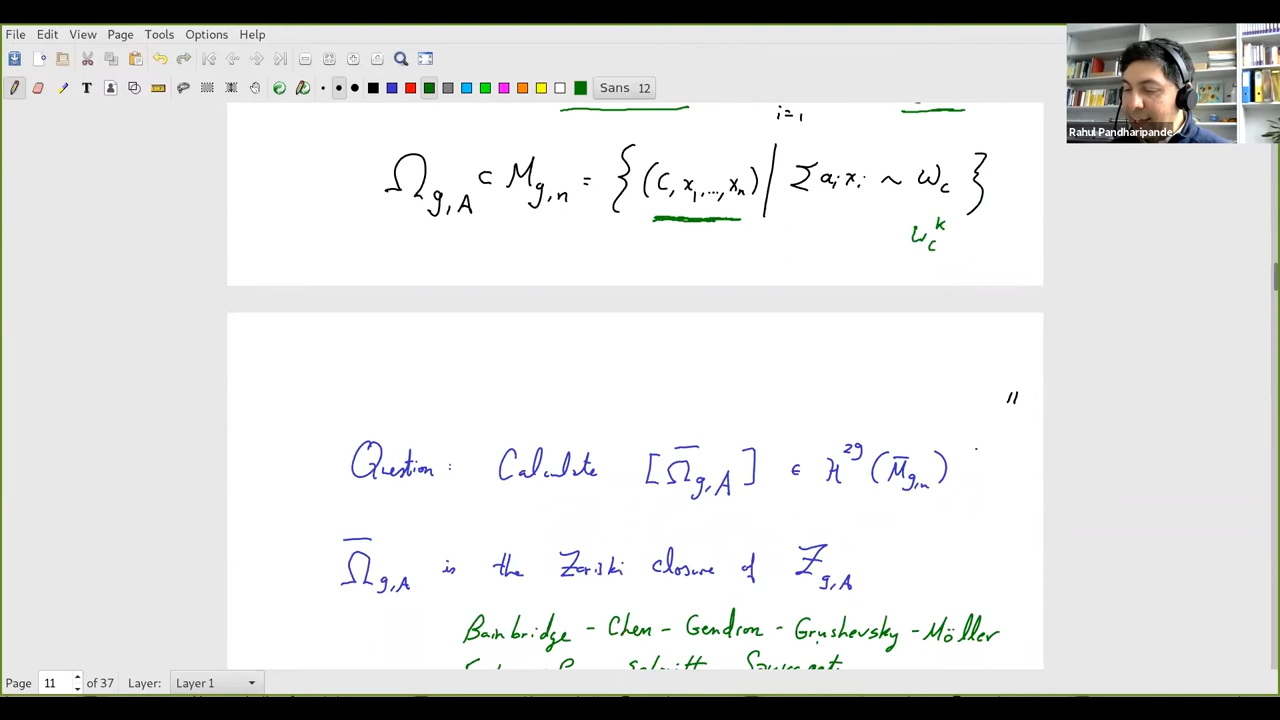 File Edit View Page Tools Options Help
Sans 12
Rahul Pandharipande
i=1
Ω_{g,A} ⊂ M_{g,n} = { (C, x_1, ..., x_n) | Σ a_i x_i ~ ω_C }
ω_C^k
11
Question: Calculate [Ω̅_{g,A}] ∈ H^{2g} (M̅_{g,n})
Ω̅_{g,A} is the Zariski closure of Z_{g,A}
Bainbridge - Chen - Gendron - Grushevsky - Möller
Page 11 of 37 Layer: Layer 1